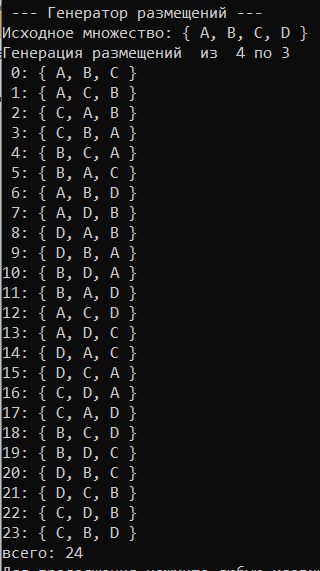 --- Генератор размещений ---
Исходное множество: { A, B, C, D }
Генерация размещений  из  4 по 3
 0: { A, B, C }
 1: { A, C, B }
 2: { C, A, B }
 3: { C, B, A }
 4: { B, C, A }
 5: { B, A, C }
 6: { A, B, D }
 7: { A, D, B }
 8: { D, A, B }
 9: { D, B, A }
10: { B, D, A }
11: { B, A, D }
12: { A, C, D }
13: { A, D, C }
14: { D, A, C }
15: { D, C, A }
16: { C, D, A }
17: { C, A, D }
18: { B, C, D }
19: { B, D, C }
20: { D, B, C }
21: { D, C, B }
22: { C, D, B }
23: { C, B, D }
всего: 24